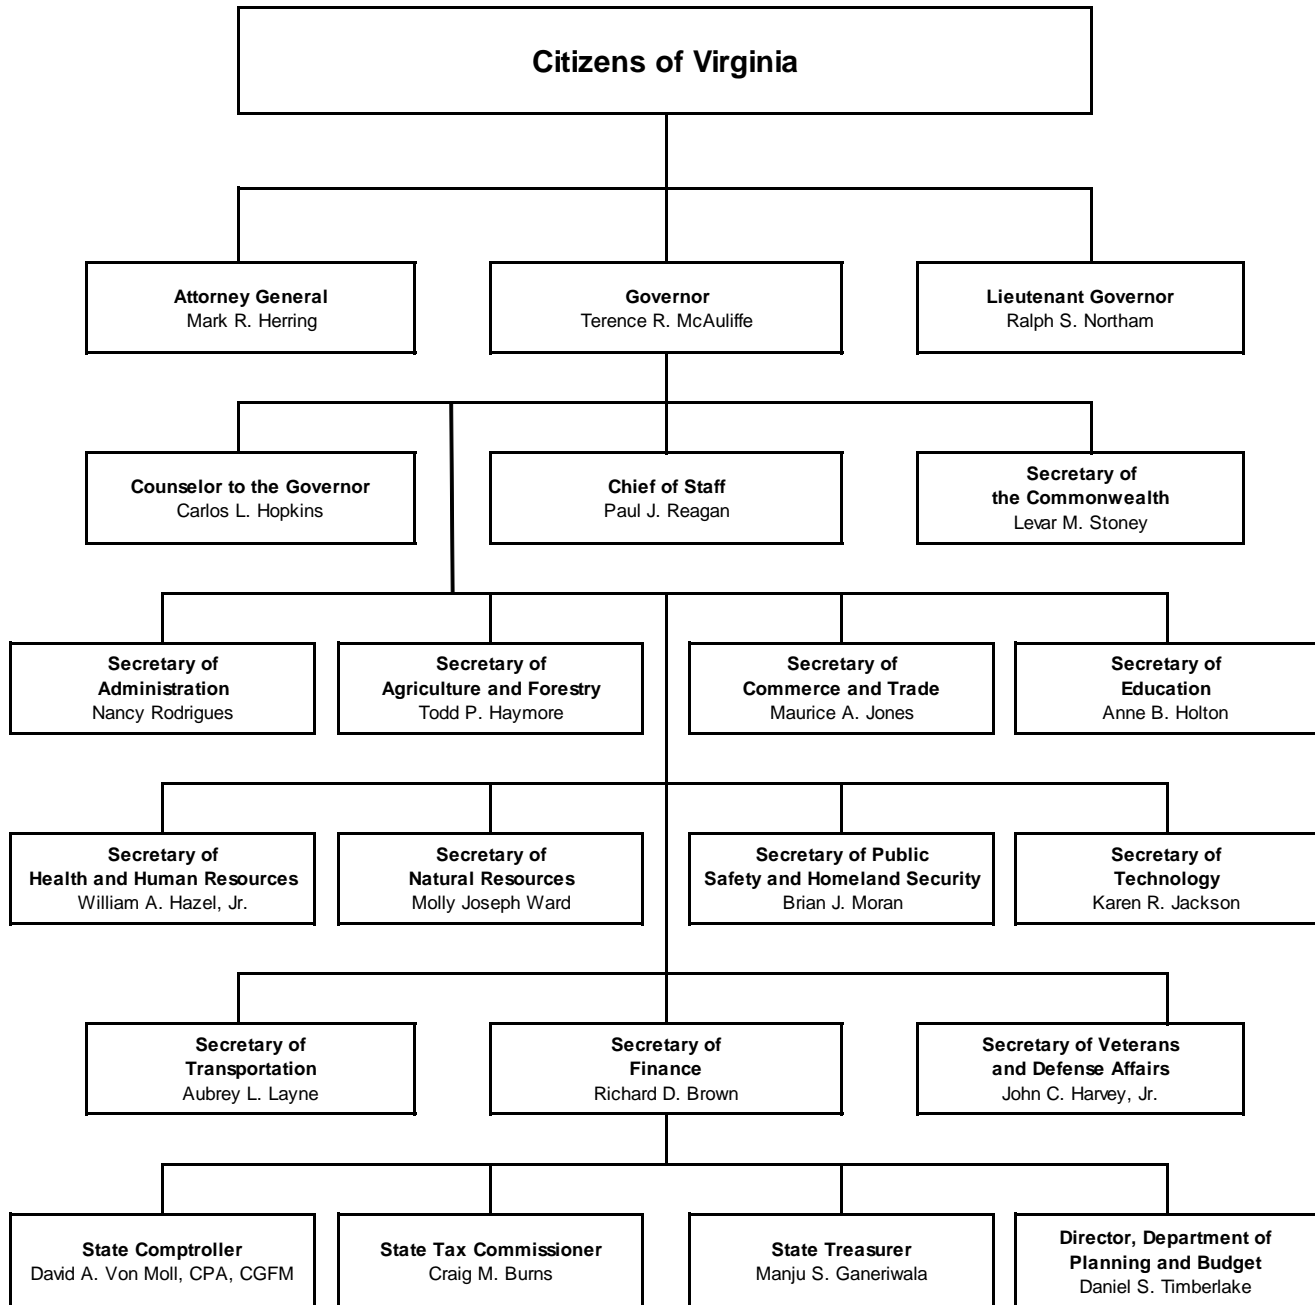 Citizens of Virginia
Attorney General
Mark R. Herring
Governor
Terence R. McAuliffe
Lieutenant Governor
Ralph S. Northam
Counselor to the Governor
Carlos L. Hopkins
Chief of Staff
Paul J. Reagan
Secretary of
the Commonwealth
Levar M. Stoney
Secretary of
Administration
Nancy Rodrigues
Secretary of
Agriculture and Forestry
Todd P. Haymore
Secretary of
Commerce and Trade
Maurice A. Jones
Secretary of
Education
Anne B. Holton
Secretary of
Health and Human Resources
William A. Hazel, Jr.
Secretary of
Natural Resources
Molly Joseph Ward
Secretary of Public
Safety and Homeland Security
Brian J. Moran
Secretary of
Technology
Karen R. Jackson
Secretary of
Transportation
Aubrey L. Layne
Secretary of
Finance
Richard D. Brown
Secretary of Veterans
and Defense Affairs
John C. Harvey, Jr.
State Comptroller
David A. Von Moll, CPA, CGFM
State Tax Commissioner
Craig M. Burns
State Treasurer
Manju S. Ganeriwala
Director, Department of
Planning and Budget
Daniel S. Timberlake